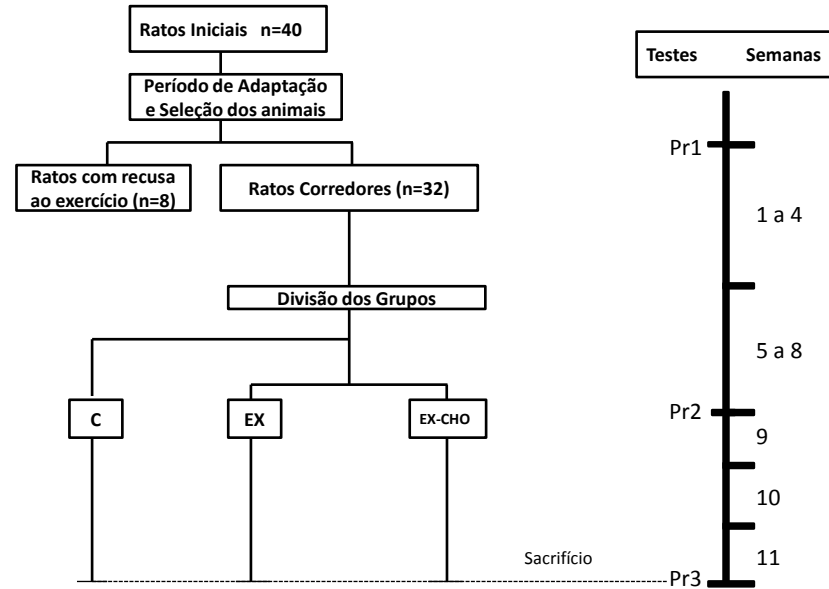 Ratos Iniciais n=40
Período de Adaptação
e Seleção dos animais
Ratos com recusa
ao exercício (n=8)
Ratos Corredores (n=32)
Divisão dos Grupos
C
EX
EX-CHO
Sacrifício
Testes Semanas
Pr1
1 a 4
5 a 8
Pr2
9
10
11
Pr3